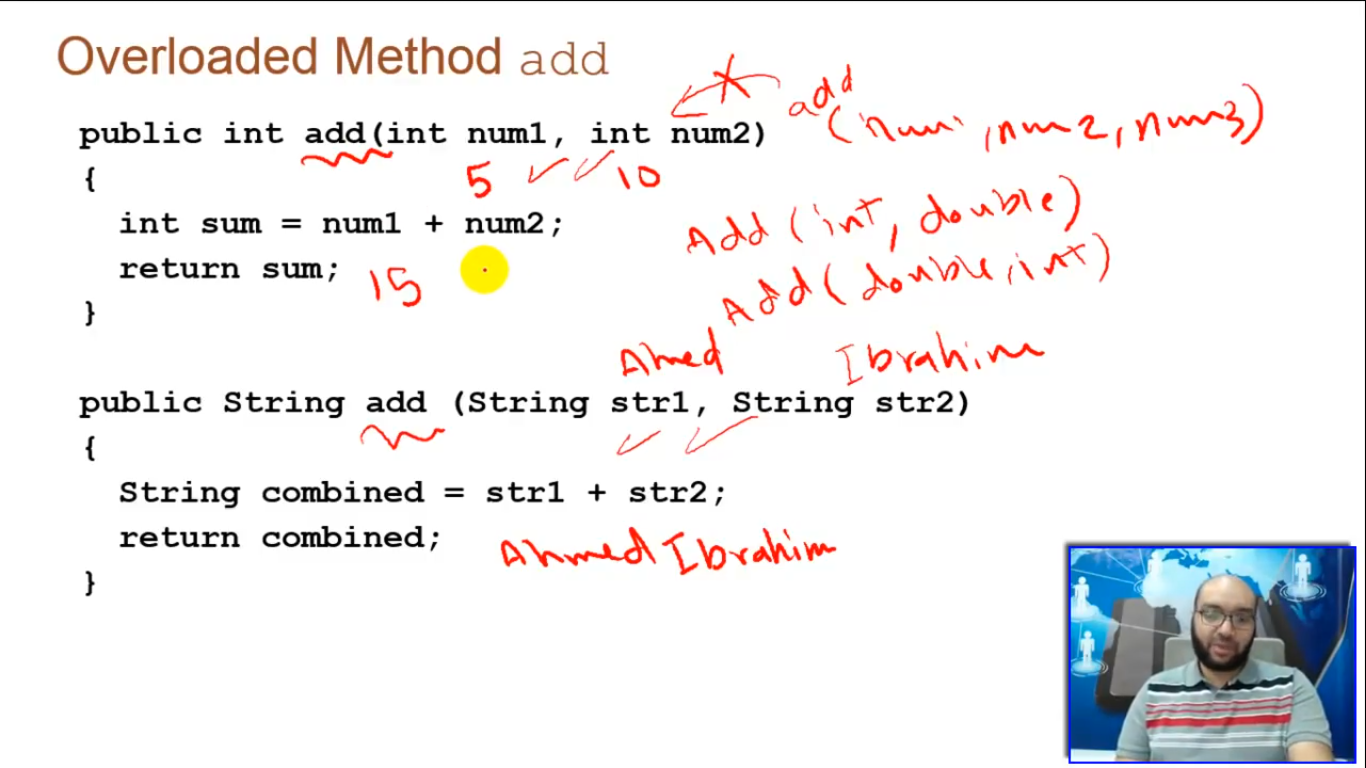 Overloaded Method add
add
public int add(int num1, int num2)
(num1, num2, num3)
{
5
10
int sum = num1 + num2;
Add (int, double)
return sum;
15
Add (double, int)
}
Ahmed
Ibrahim
public String add (String str1, String str2)
{
String combined = str1 + str2;
return combined;
Ahmed Ibrahim
}